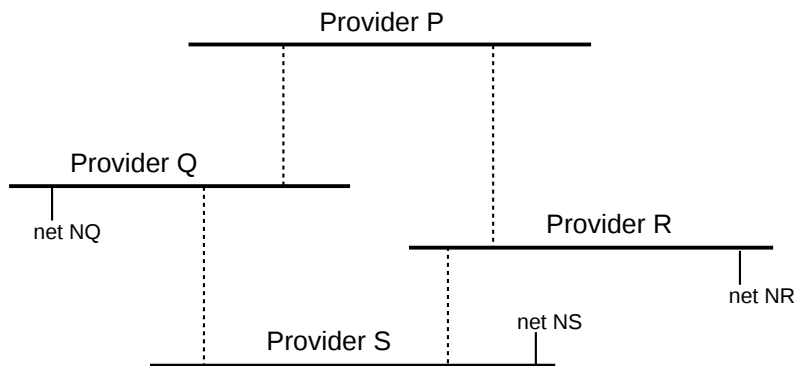 Provider P
Provider Q
net NQ
Provider R
net NR
net NS
Provider S